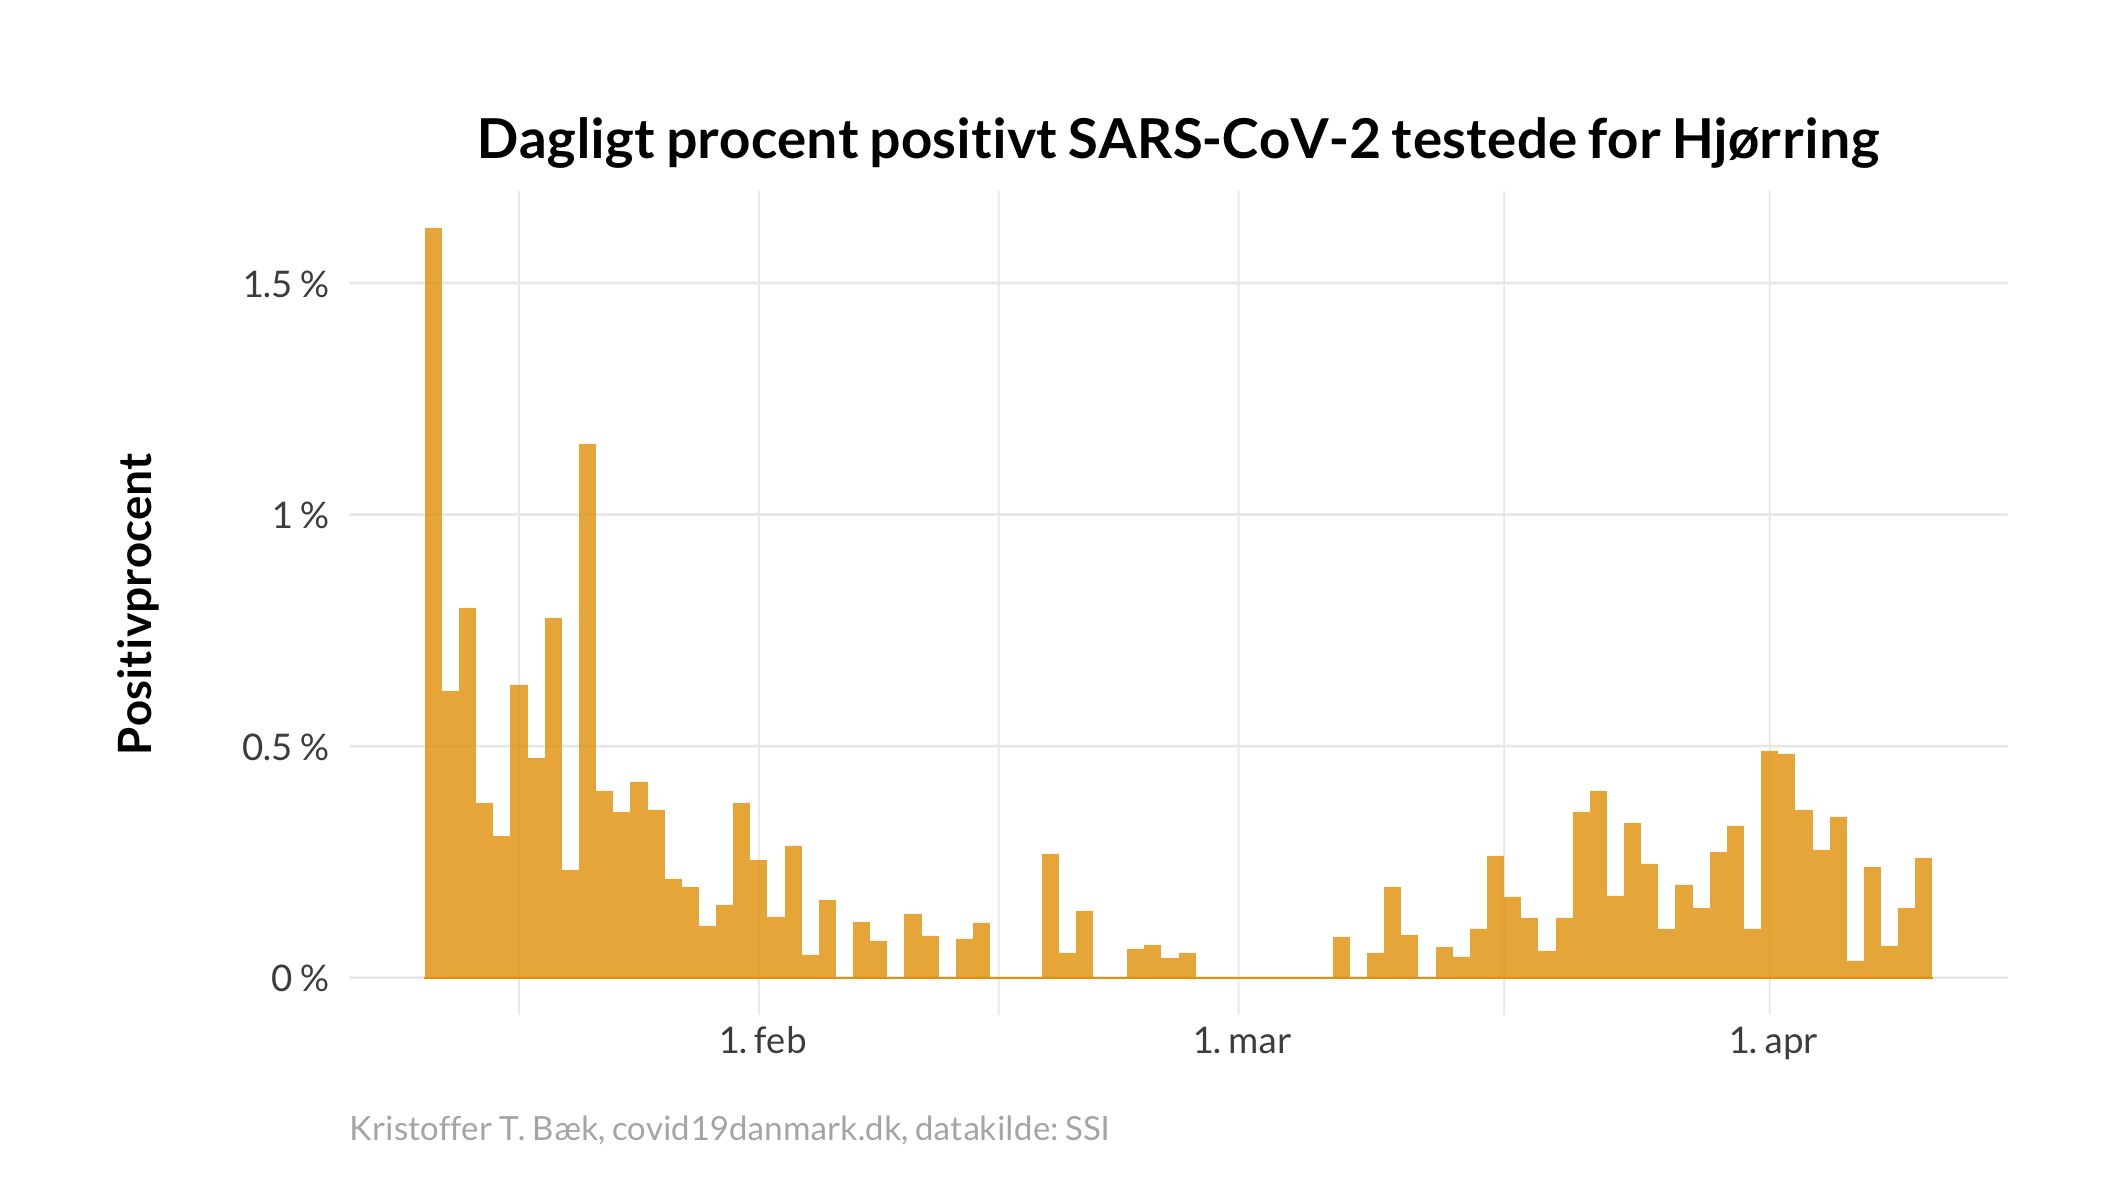 Dagligt procent positivt SARS-CoV-2 testede for Hjørring
Positivprocent
1.5 %
1 %
0.5 %
0 %
1. feb
1. mar
1. apr
Kristoffer T. Bæk, covid19danmark.dk, datakilde: SSI